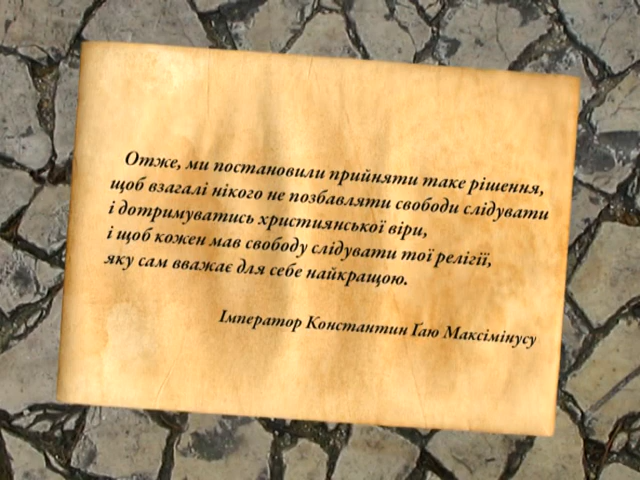 Отже, ми постановили прийняти таке рішення,
щоб взагалі нікого не позбавляти свободи слідувати
і дотримуватись християнської віри,
і щоб кожен мав свободу слідувати тої релігії,
яку сам вважає для себе найкращою.
Імператор Константин Ґаю Максімінусу